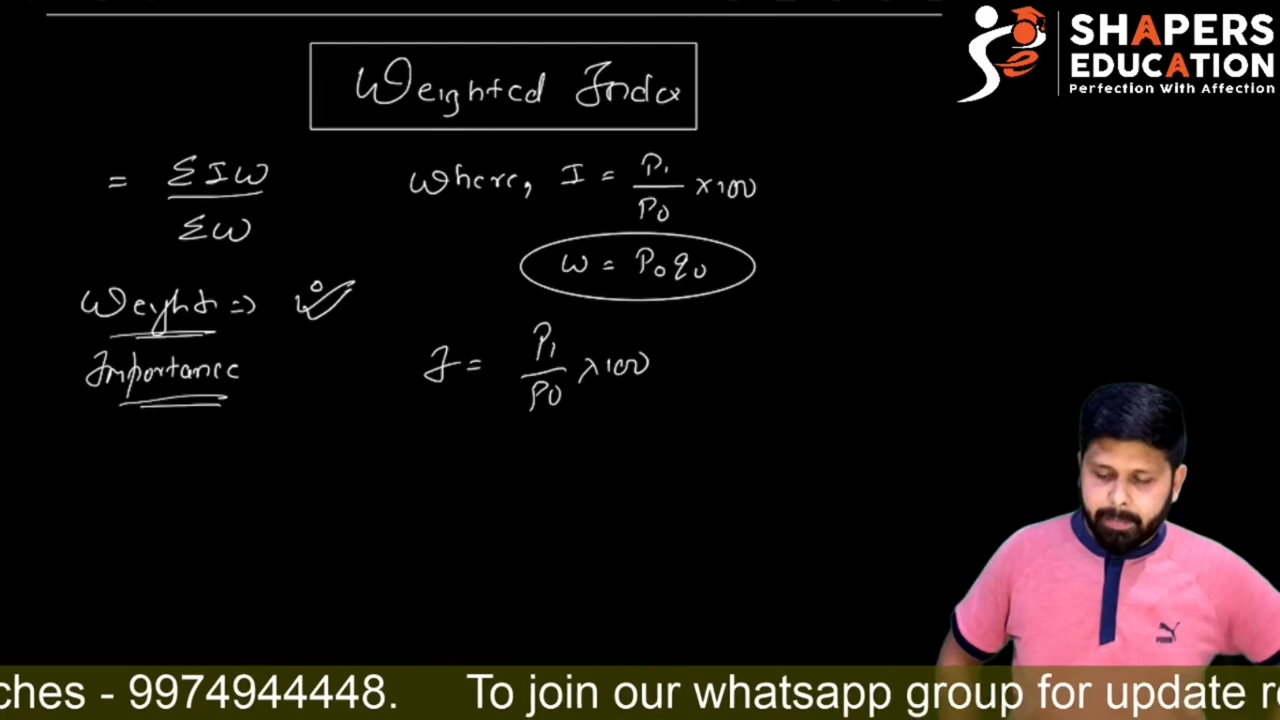 SHAPERS
EDUCATION
Perfection With Affection
Weighted Index
= ΣIW / ΣW
where, I = P₁/P₀ × 100
W = P₀q₀
Weight ⇒
Importance
I = P₁/P₀ × 100
ches - 9974944448. To join our whatsapp group for update re